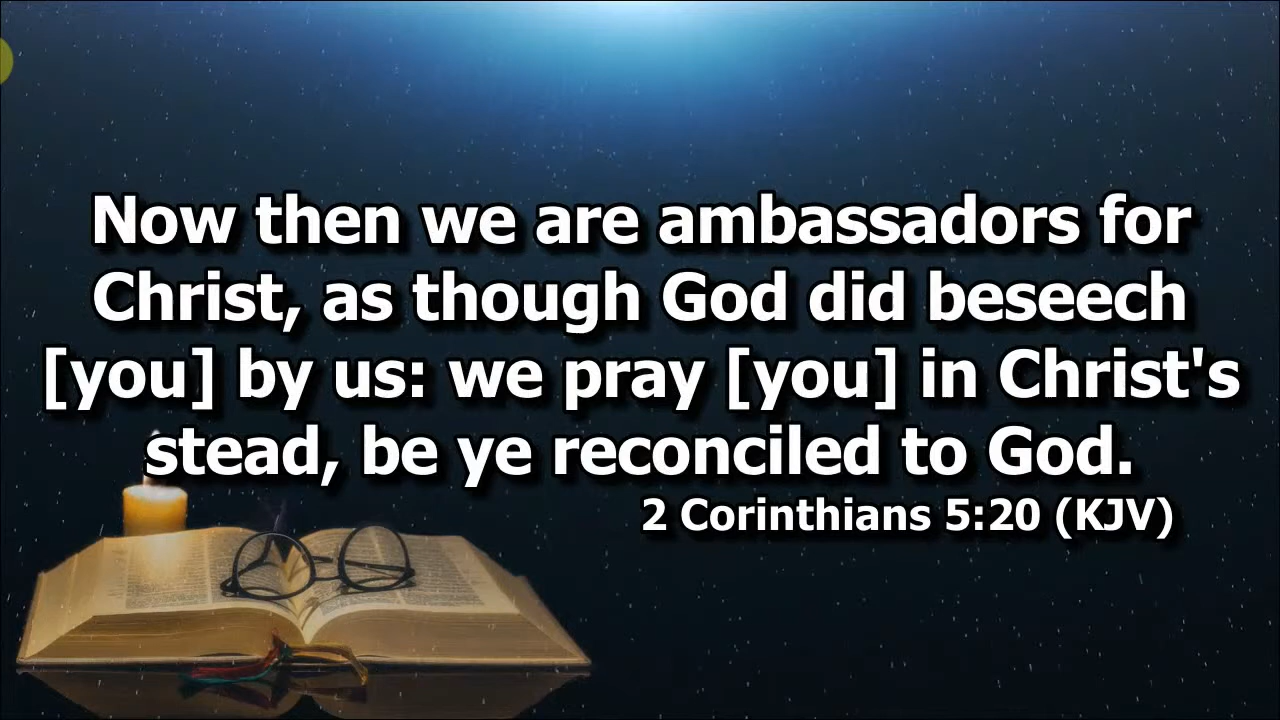 Now then we are ambassadors for
Christ, as though God did beseech
[you] by us: we pray [you] in Christ's
stead, be ye reconciled to God.
2 Corinthians 5:20 (KJV)